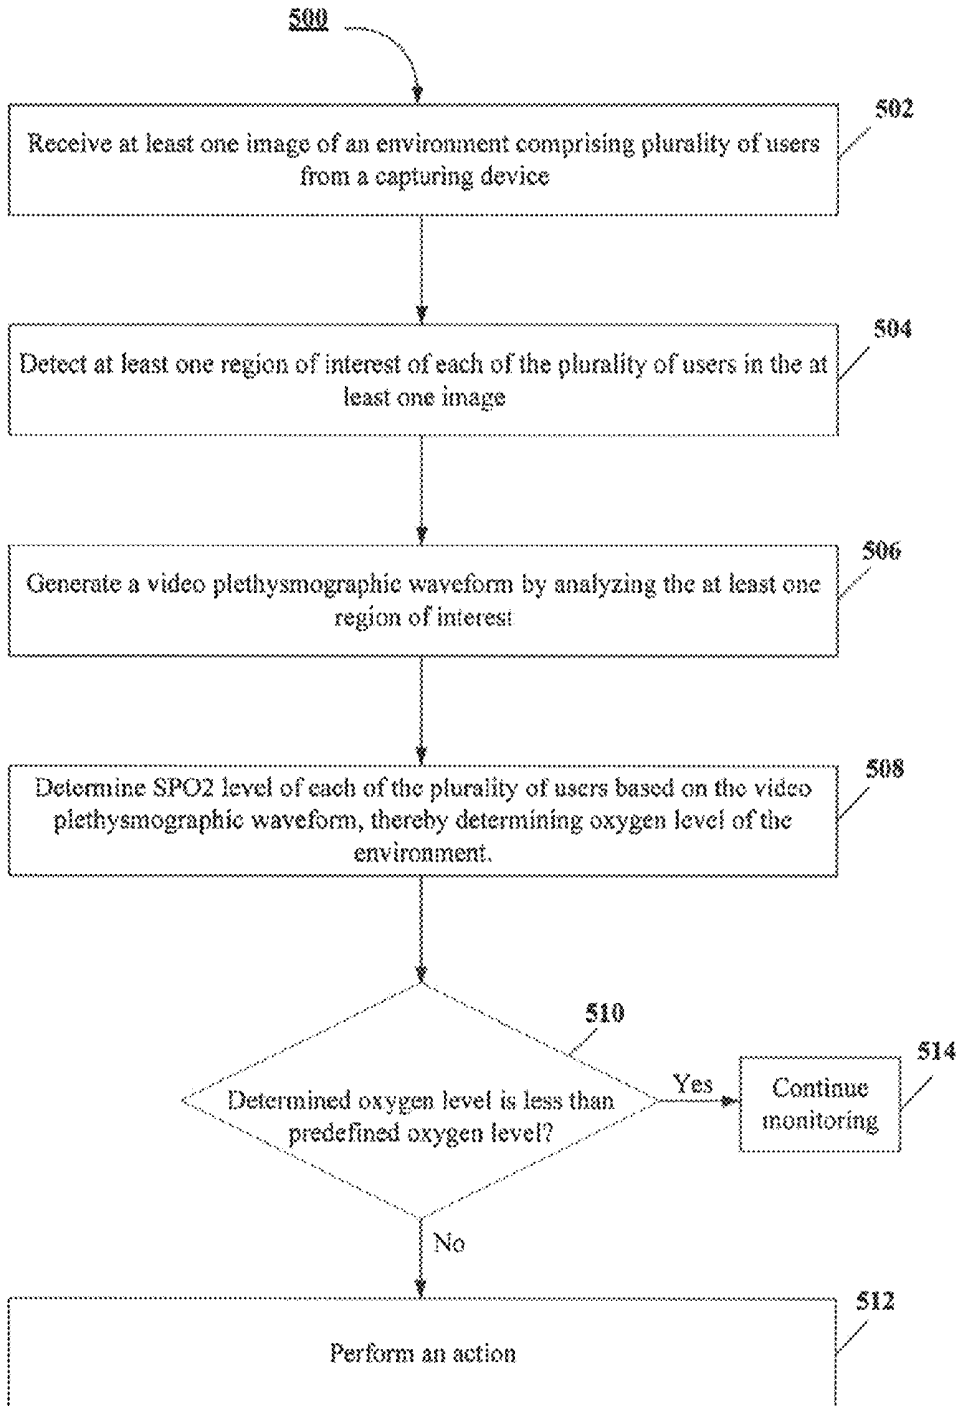 500
502
Receive at least one image of an environment comprising plurality of users
from a capturing device
504
Detect at least one region of interest of each of the plurality of users in the at
least one image
506
Generate a video plethysmographic waveform by analyzing the at least one
region of interest
508
Determine SPO2 level of each of the plurality of users based on the video
plethysmographic waveform, thereby determining oxygen level of the
environment.
510
Determined oxygen level is less than
predefined oxygen level?
Yes
514
Continue
monitoring
No
512
Perform an action